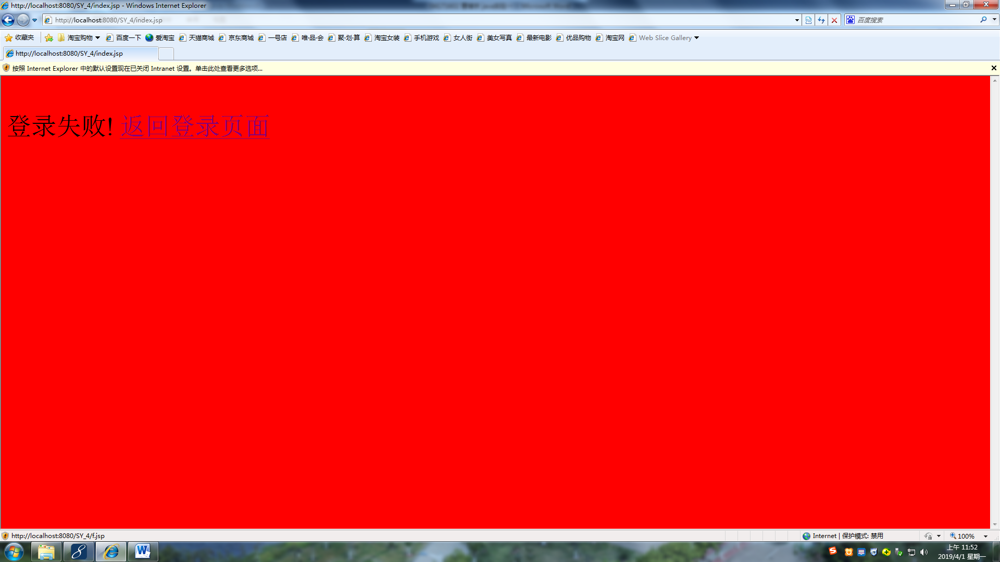 http://localhost:8080/SY_4/index.jsp - Windows Internet Explorer
http://localhost:8080/SY_4/index.jsp 百度搜索
收藏夹 淘宝购物 百度一下 爱淘宝 天猫商城 京东商城 一号店 唯·品·会 聚·划·算 淘宝女装 手机游戏 女人街 美女写真 最新电影 优品购物 淘宝网 Web Slice Gallery
http://localhost:8080/SY_4/index.jsp
按照 Internet Explorer 中的默认设置现在已关闭 Intranet 设置。单击此处查看更多选项...
登录失败! 返回登录页面
http://localhost:8080/SY_4/f.jsp Internet | 保护模式: 禁用 100%
上午 11:52
2019/4/1 星期一